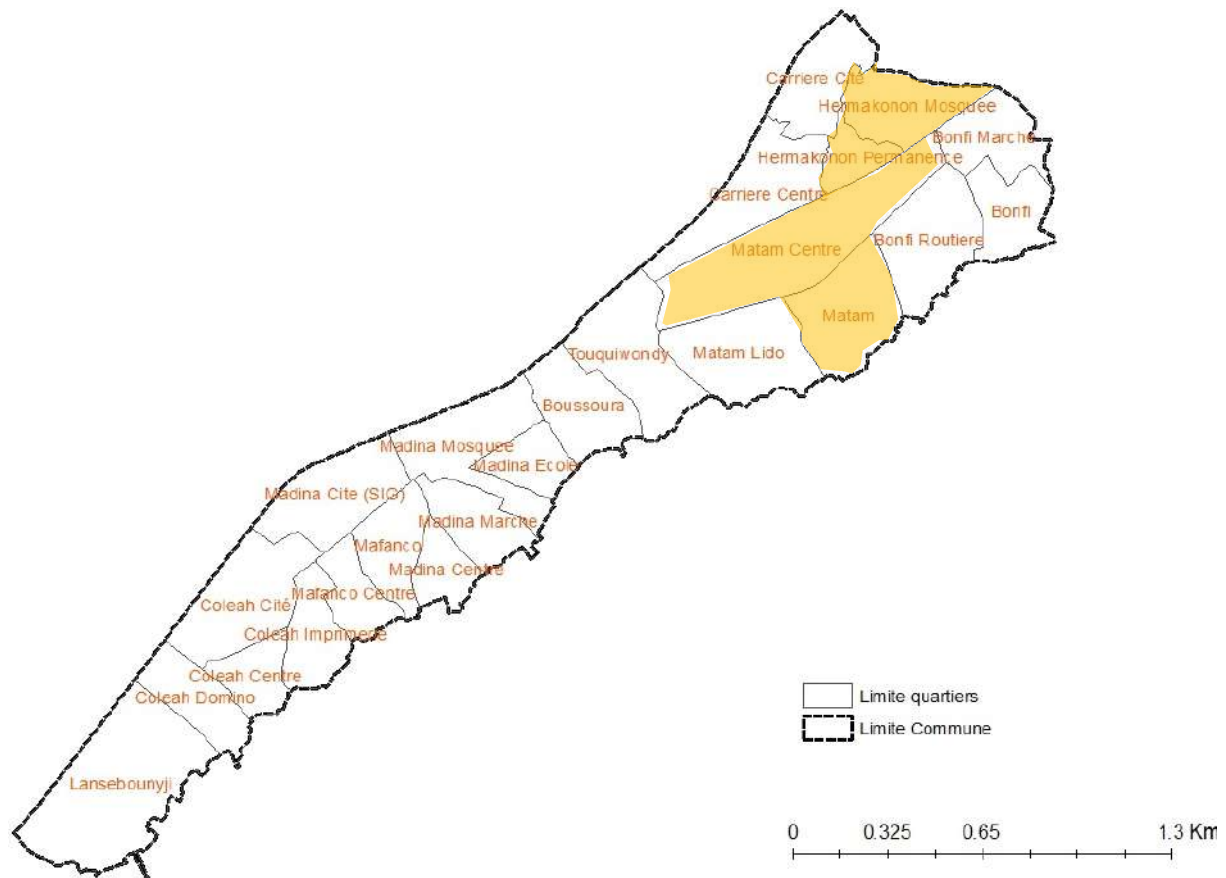 Carriere Cité
Hermakonon Mosquee
Bonfi Marche
Hermakonon Permanence
Carriere Centre
Bonfi
Matam Centre
Bonfi Routiere
Matam
Touquiwondy
Matam Lido
Boussoura
Madina Mosquee
Madina Ecole
Madina Cite (SIG)
Madina Marche
Mafanco
Madina Centre
Mafanco Centre
Coleah Cité
Coleah Imprimerie
Coleah Centre
Coleah Domino
Lansebounyji
Limite quartiers
Limite Commune
0 0.325 0.65 1.3 Km